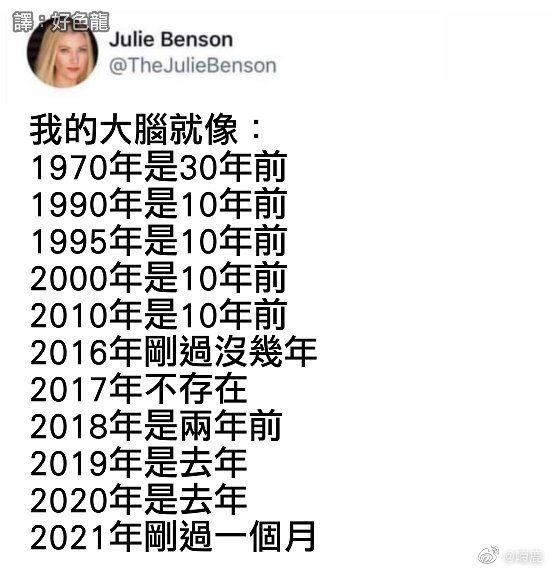 譯：好色龍
Julie Benson
@TheJulieBenson
我的大腦就像：
1970年是30年前
1990年是10年前
1995年是10年前
2000年是10年前
2010年是10年前
2016年剛過沒幾年
2017年不存在
2018年是兩年前
2019年是去年
2020年是去年
2021年剛過一個月